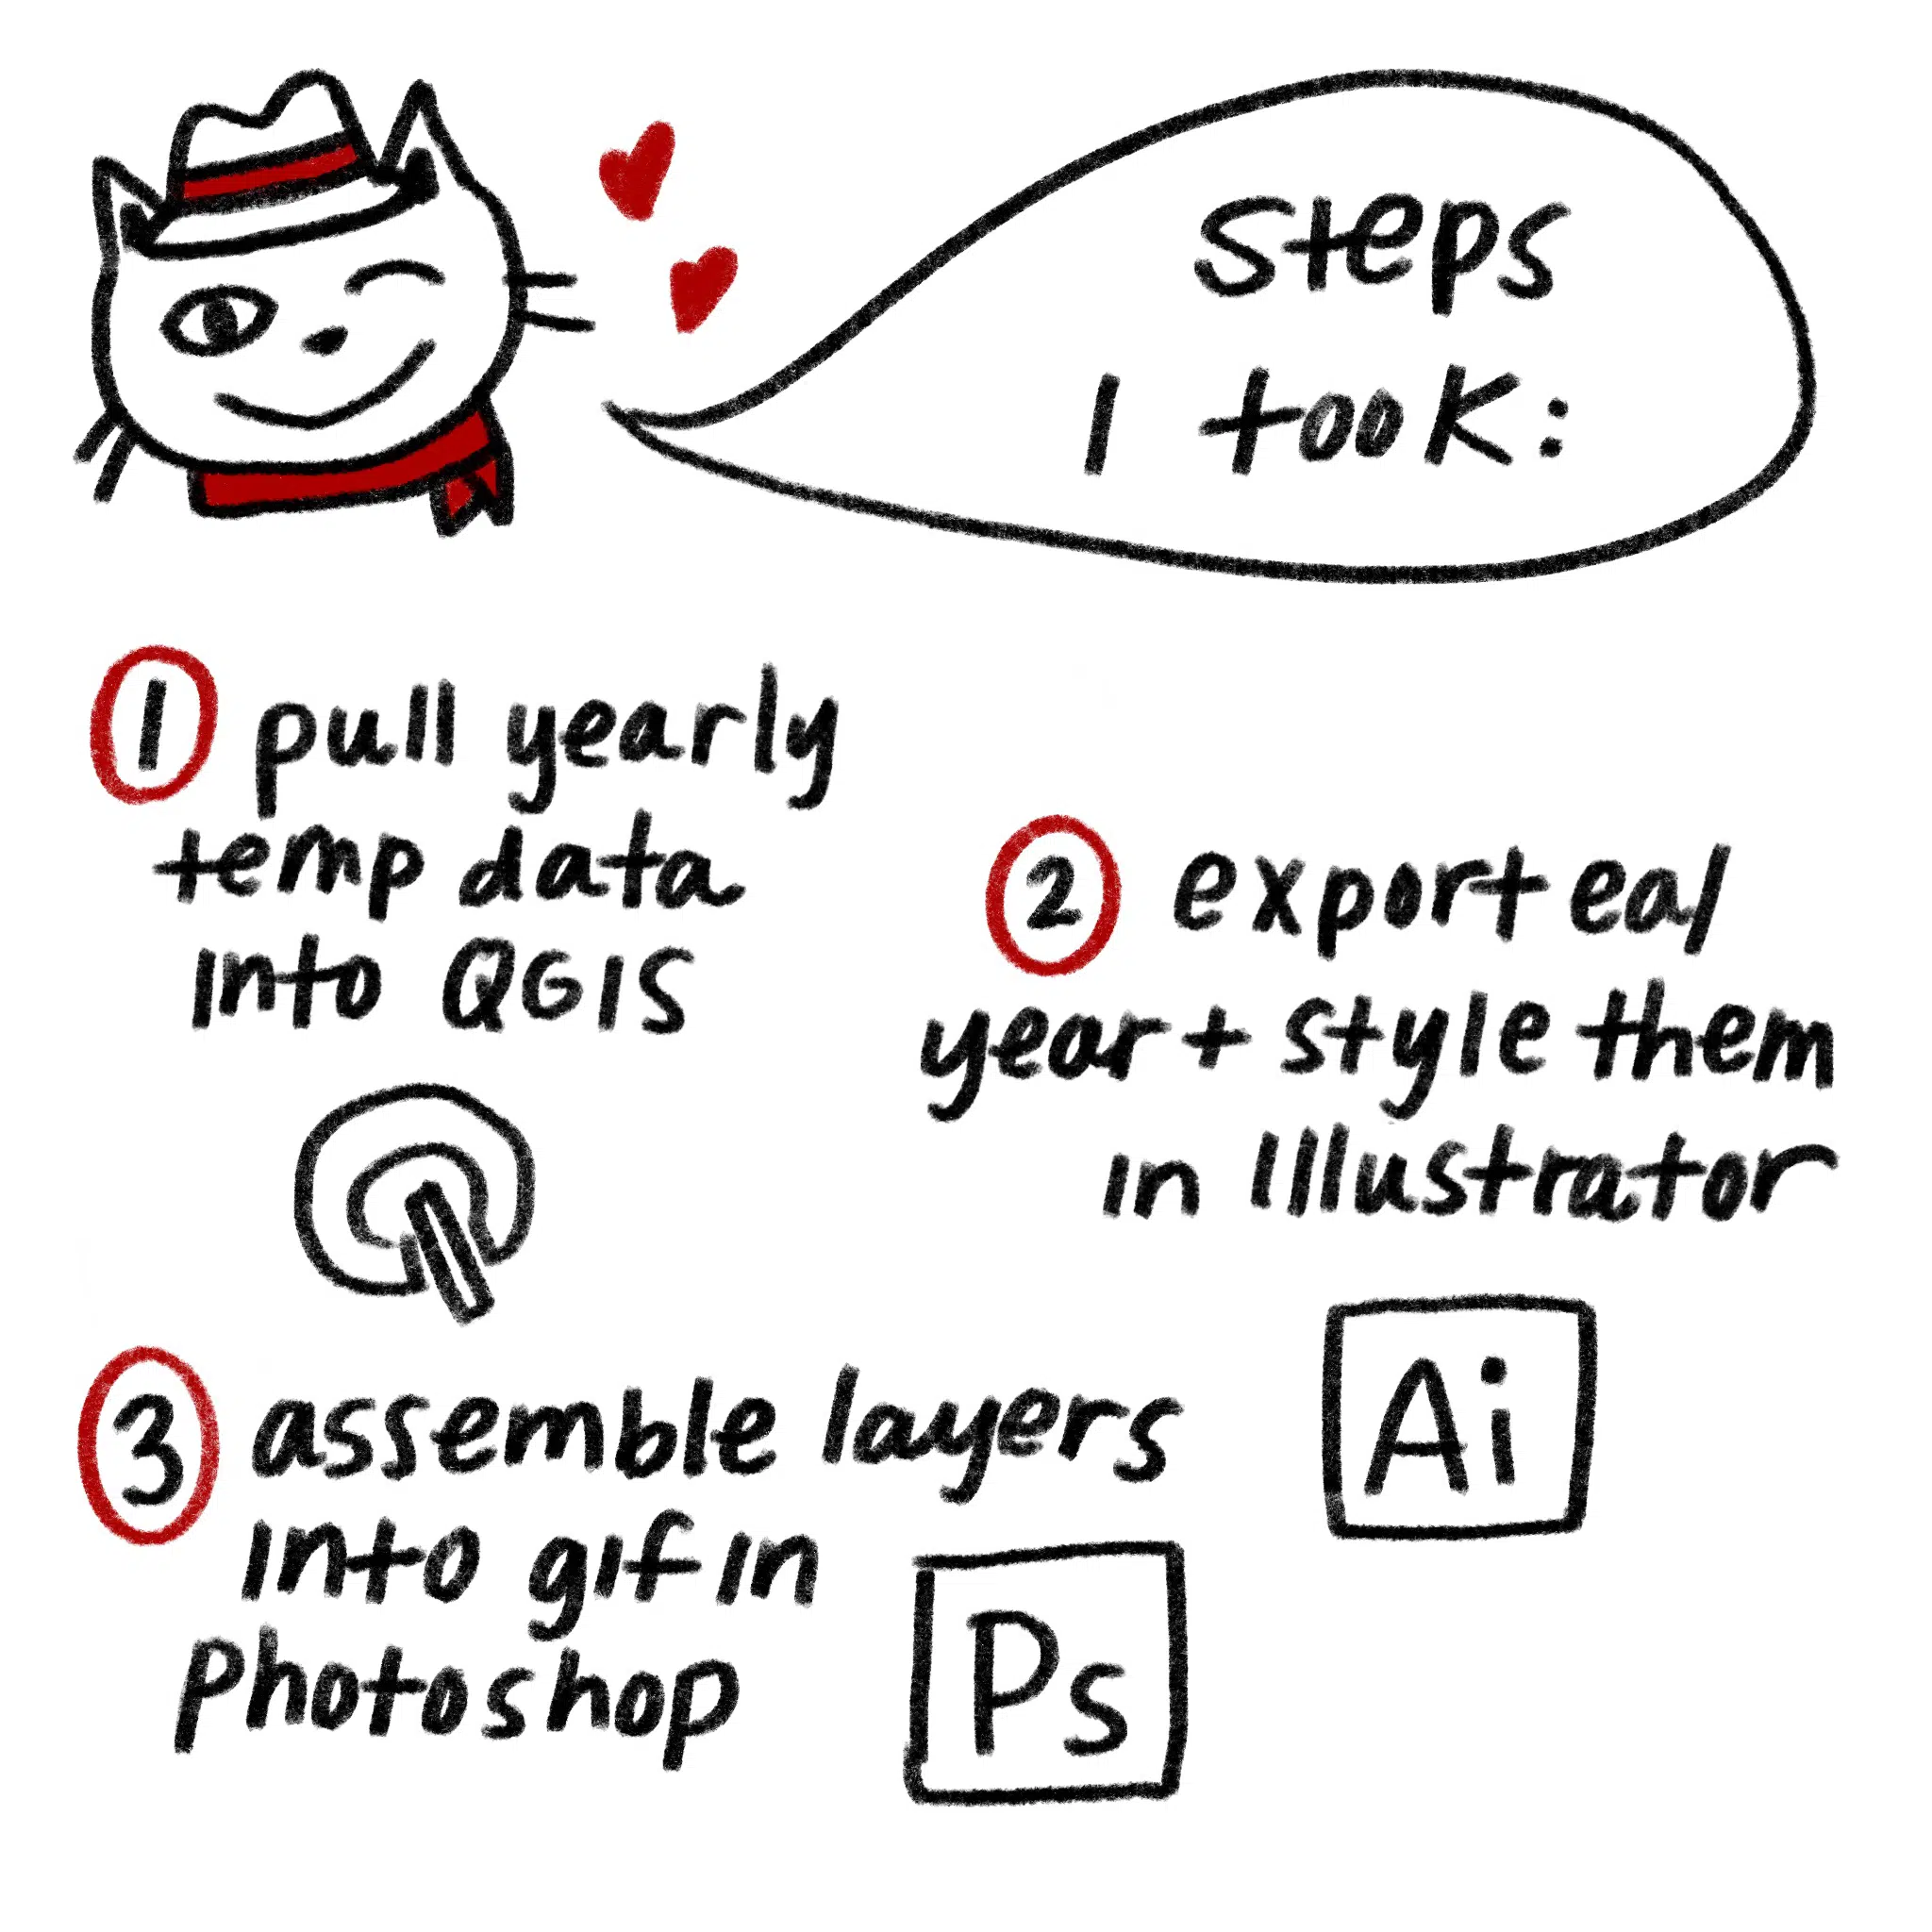 steps
I took:
1 pull yearly
temp data
into QGIS
2 export ea/
year + style them
in Illustrator
Ai
3 assemble layers
into gif in
Photoshop
Ps